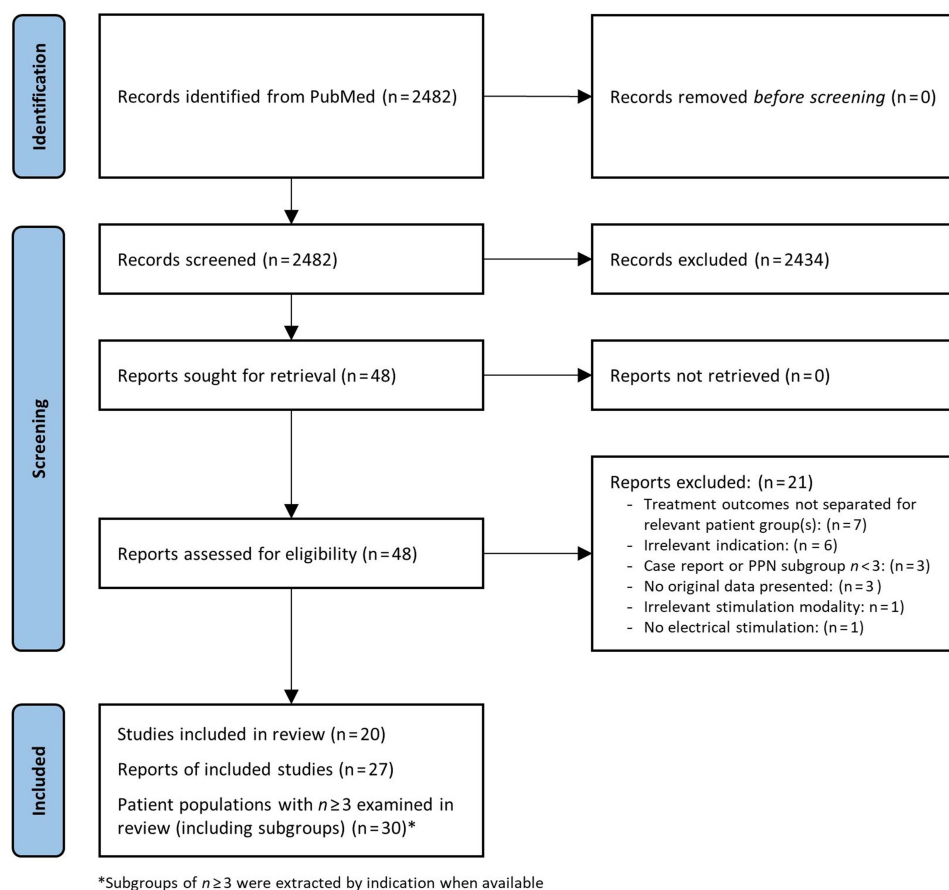 Identification
Records identified from PubMed (n = 2482)
Records removed before screening (n = 0)
Screening
Records screened (n = 2482)
Records excluded (n = 2434)
Reports sought for retrieval (n = 48)
Reports not retrieved (n = 0)
Reports assessed for eligibility (n = 48)
Reports excluded: (n = 21)
- Treatment outcomes not separated for
relevant patient group(s): (n = 7)
- Irrelevant indication: (n = 6)
- Case report or PPN subgroup n < 3: (n = 3)
- No original data presented: (n = 3 )
- Irrelevant stimulation modality: n = 1)
- No electrical stimulation: (n = 1)
Included
Studies included in review (n = 20)
Reports of included studies (n = 27)
Patient populations with n ≥ 3 examined in
review (including subgroups) (n = 30)*
*Subgroups of n ≥ 3 were extracted by indication when available